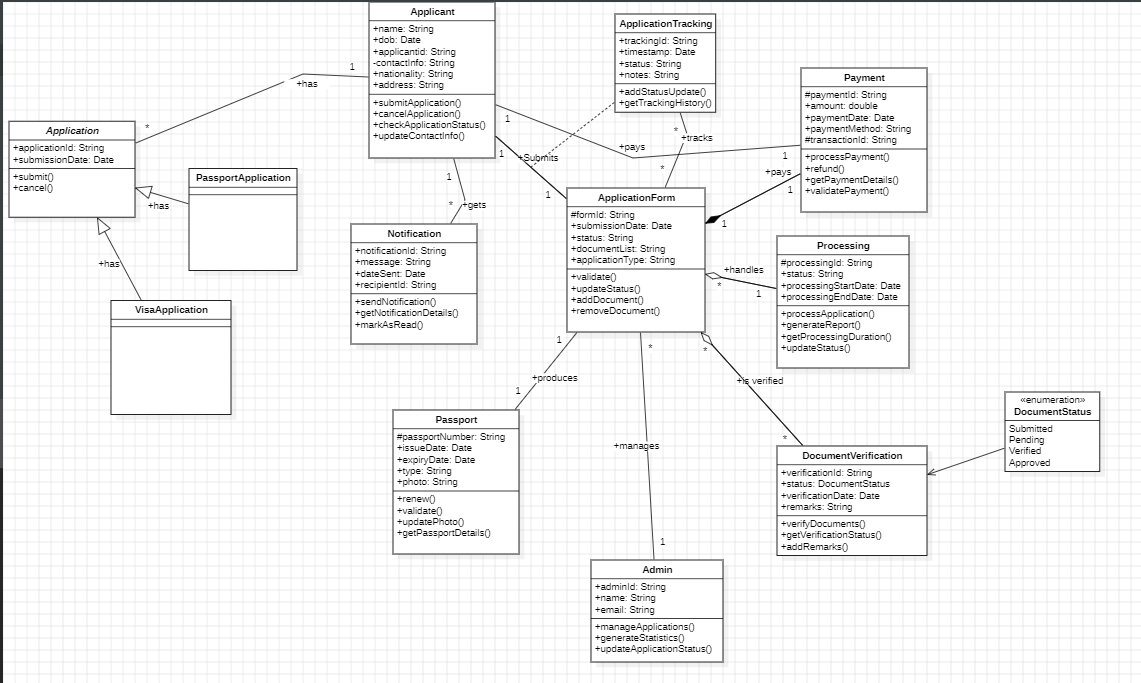 Applicant
+name: String
+dob: Date
+applicantid: String
-contactInfo: String
+nationality: String
+address: String
+submitApplication()
+cancelApplication()
+checkApplicationStatus()
+updateContactInfo()
ApplicationTracking
+trackingId: String
+timestamp: Date
+status: String
+notes: String
+addStatusUpdate()
+getTrackingHistory()
Payment
#paymentId: String
+amount: double
+paymentDate: Date
+paymentMethod: String
#transactionId: String
+processPayment()
+refund()
+getPaymentDetails()
+validatePayment()
1
+has
*
Application
+applicationId: String
+submissionDate: Date
+submit()
+cancel()
PassportApplication
+has
+has
VisaApplication
1
+pays
1
1
+Submits
1
*
+tracks
*
+pays
1
1
1
*
+gets
Notification
+notificationId: String
+message: String
+dateSent: Date
+recipientId: String
+sendNotification()
+getNotificationDetails()
+markAsRead()
ApplicationForm
#formId: String
+submissionDate: Date
+status: String
+documentList: String
+applicationType: String
+validate()
+updateStatus()
+addDocument()
+removeDocument()
Processing
#processingId: String
+status: String
+processingStartDate: Date
+processingEndDate: Date
+processApplication()
+generateReport()
+getProcessingDuration()
+updateStatus()
+handles
*
1
1
+produces
1
*
+manages
1
*
+is verified
*
Passport
#passportNumber: String
+issueDate: Date
+expiryDate: Date
+type: String
+photo: String
+renew()
+validate()
+updatePhoto()
+getPassportDetails()
«enumeration»
DocumentStatus
Submitted
Pending
Verified
Approved
DocumentVerification
+verificationId: String
+status: DocumentStatus
+verificationDate: Date
+remarks: String
+verifyDocuments()
+getVerificationStatus()
+addRemarks()
Admin
+adminId: String
+name: String
+email: String
+manageApplications()
+generateStatistics()
+updateApplicationStatus()